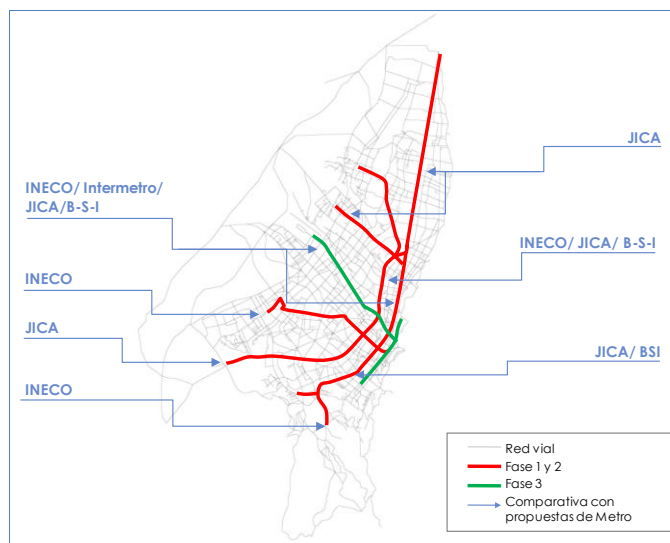 JICA
INECO/ Intermetro/
JICA/B-S-I
INECO/ JICA/ B-S-I
INECO
JICA
JICA/ BSI
INECO
Red vial
Fase 1 y 2
Fase 3
Comparativa con
propuestas de Metro